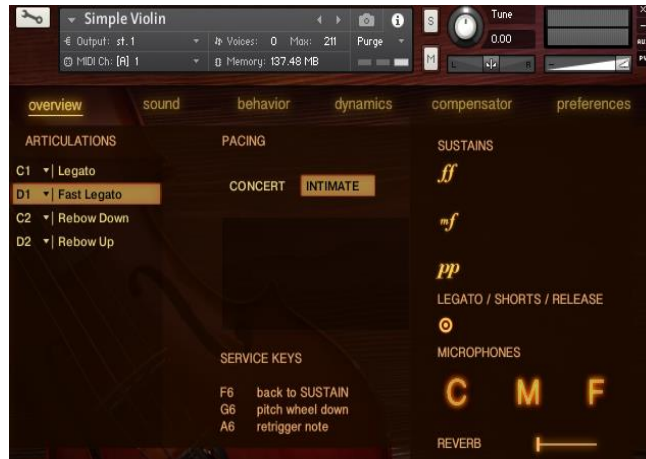 Simple Violin
Output: st.1
Voices: 0 Max: 211
Purge
MIDI Ch: [A] 1
Memory: 137.48 MB
S
M
Tune
0.00
L
R
overview
sound
behavior
dynamics
compensator
preferences
ARTICULATIONS
C1 Legato
D1 Fast Legato
C2 Rebow Down
D2 Rebow Up
PACING
CONCERT INTIMATE
SERVICE KEYS
F6 back to SUSTAIN
G6 pitch wheel down
A6 retrigger note
SUSTAINS
ff
mf
pp
LEGATO / SHORTS / RELEASE
MICROPHONES
C M F
REVERB